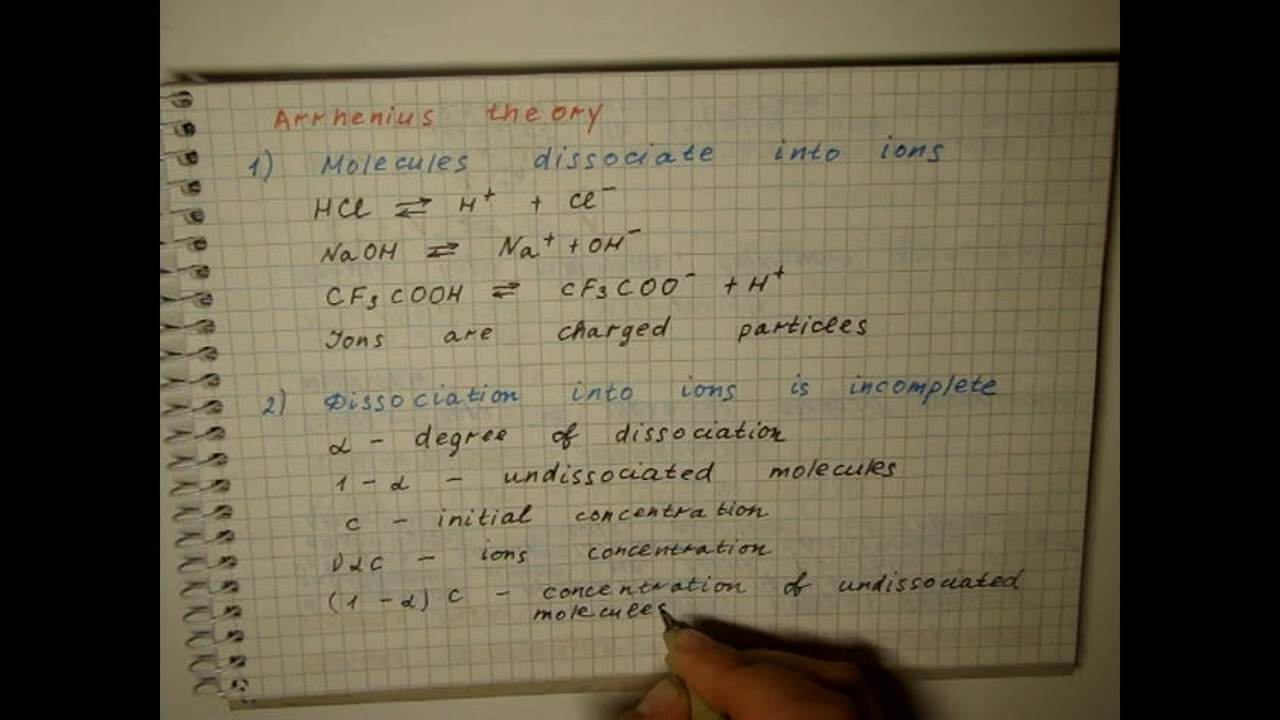 Arrhenius theory
1) Molecules dissociate into ions
HCl ⇄ H⁺ + Cl⁻
NaOH ⇄ Na⁺ + OH⁻
CF₃COOH ⇄ CF₃COO⁻ + H⁺
Ions are charged particles
2) Dissociation into ions is incomplete
α - degree of dissociation
1 - α - undissociated molecules
c - initial concentration
ναc - ions concentration
(1 - α) c - concentration of undissociated
molecules